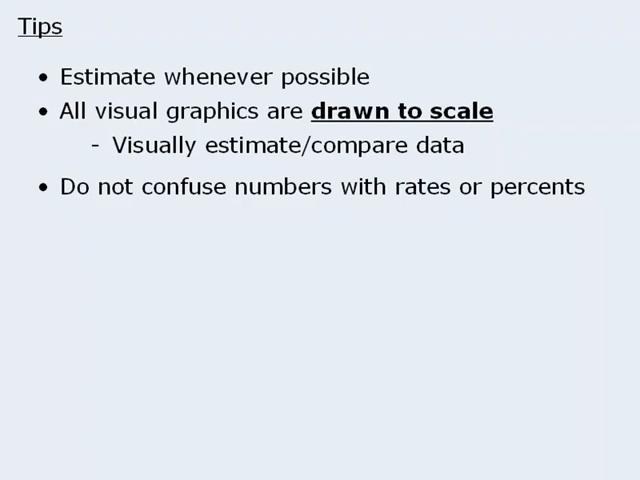 Tips
• Estimate whenever possible
• All visual graphics are drawn to scale
- Visually estimate/compare data
• Do not confuse numbers with rates or percents